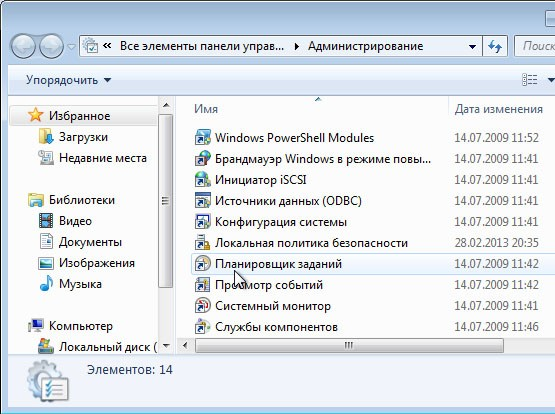 « Все элементы панели управ... ▸ Администрирование Поиск
Упорядочить
Имя Дата изменения
Избранное
Загрузки
Недавние места
Библиотеки
Видео
Документы
Изображения
Музыка
Компьютер
Локальный диск (
Windows PowerShell Modules 14.07.2009 11:52
Брандмауэр Windows в режиме повы... 14.07.2009 11:41
Инициатор iSCSI 14.07.2009 11:41
Источники данных (ODBC) 14.07.2009 11:41
Конфигурация системы 14.07.2009 11:41
Локальная политика безопасности 28.02.2013 20:35
Планировщик заданий 14.07.2009 11:42
Просмотр событий 14.07.2009 11:42
Системный монитор 14.07.2009 11:41
Службы компонентов 14.07.2009 11:46
Элементов: 14